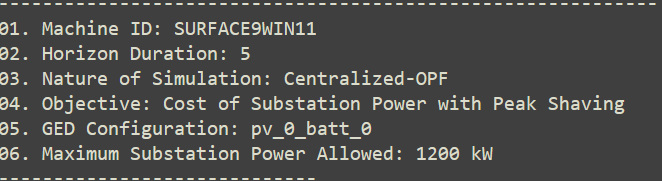 ------------------------------------------------------------
01. Machine ID: SURFACE9WIN11
02. Horizon Duration: 5
03. Nature of Simulation: Centralized-OPF
04. Objective: Cost of Substation Power with Peak Shaving
05. GED Configuration: pv_0_batt_0
06. Maximum Substation Power Allowed: 1200 kW
-----------------------------